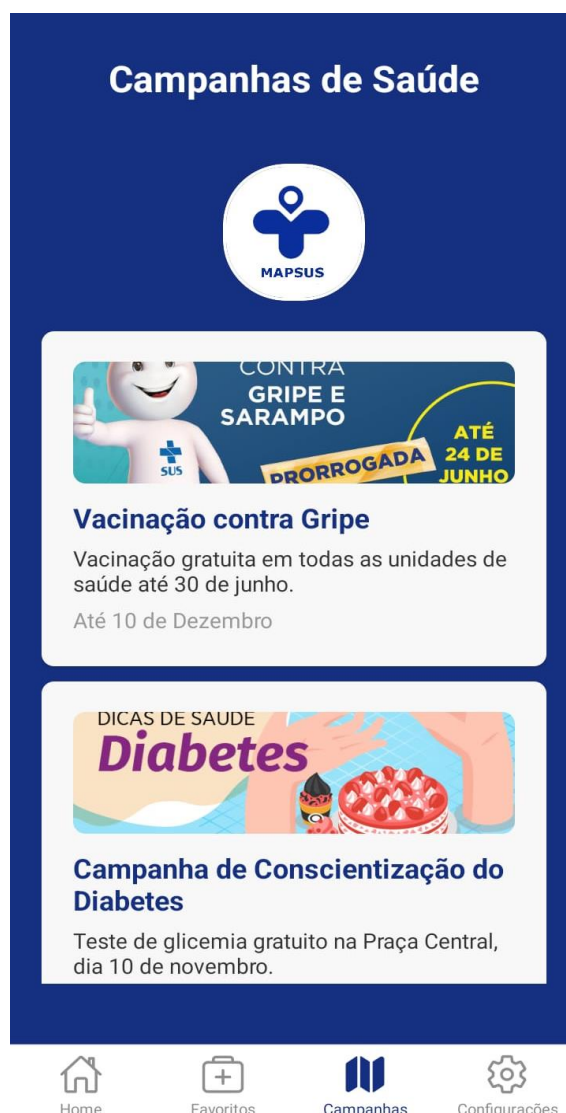 Campanhas de Saúde
MAPSUS
CONTRA
GRIPE E
SARAMPO
SUS
PRORROGADA
ATÉ
24 DE
JUNHO
Vacinação contra Gripe
Vacinação gratuita em todas as unidades de
saúde até 30 de junho.
Até 10 de Dezembro
DICAS DE SAÚDE
Diabetes
Campanha de Conscientização do
Diabetes
Teste de glicemia gratuito na Praça Central,
dia 10 de novembro.
Home
Favoritos
Campanhas
Configurações